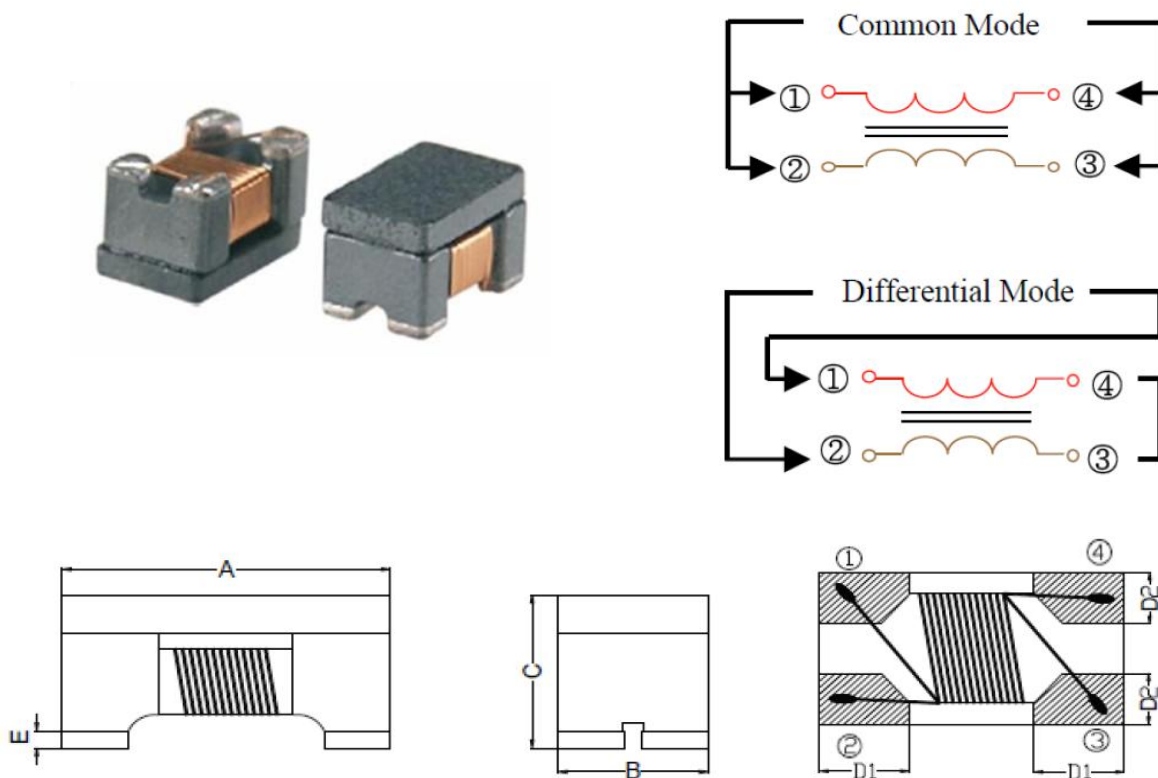 Common Mode
① ④
② ③
Differential Mode
① ④
② ③
A
C
E
B
① ④
D2
D2
② ③
D1 D1